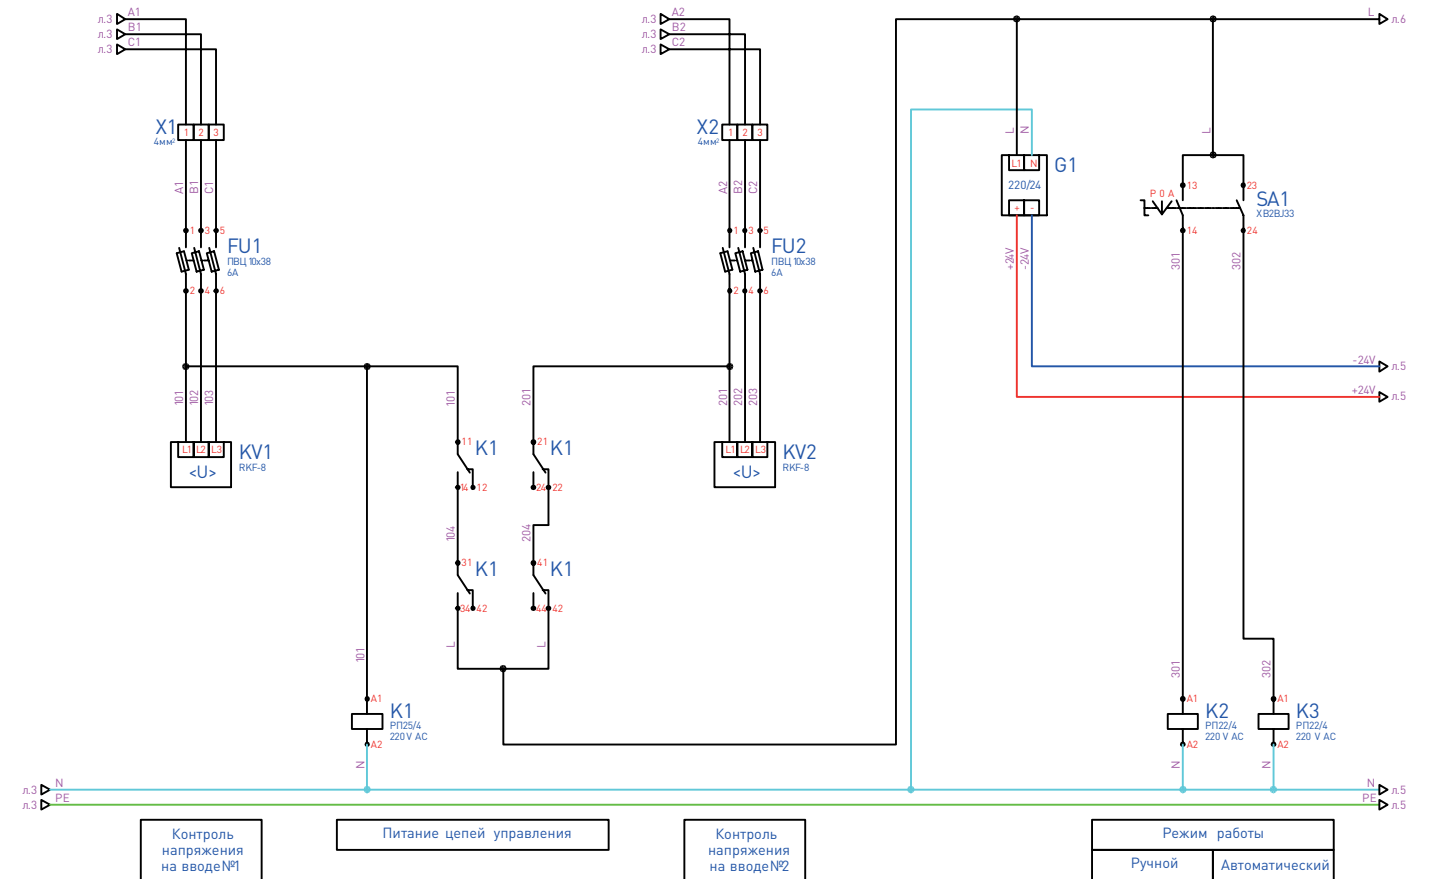 л.3 A1
л.3 B1
л.3 C1
л.3 A2
л.3 B2
л.3 C2
L л.6
X1
4мм²
1 2 3
X2
4мм²
1 2 3
L N
L
L1 N
G1
220/24
+ -
A1 B1 C1
A2 B2 C2
13 23
P 0 A
SA1
XB2BJ33
14 24
1 3 5
FU1
ПВЦ 10x38
6A
2 4 6
1 3 5
FU2
ПВЦ 10x38
6A
2 4 6
+24V -24V
301 302
-24V л.5
+24V л.5
101 102 103
101
201
201 202 203
L1 L2 L3
KV1
RKF-8
<U>
11 K1
14 12
21 K1
24 22
L1 L2 L3
KV2
RKF-8
<U>
104
204
31 K1
34 42
41 K1
44 42
L L
101
301
302
A1
K1
РП25/4
220 V AC
A2
N
A1
K2
РП22/4
220 V AC
A2
N
A1
K3
РП22/4
220 V AC
A2
N
л.3 N
N л.5
л.3 PE
PE л.5
Контроль
напряжения
на вводе№1
Питание цепей управления
Контроль
напряжения
на вводе№2
Режим работы
Ручной
Автоматический